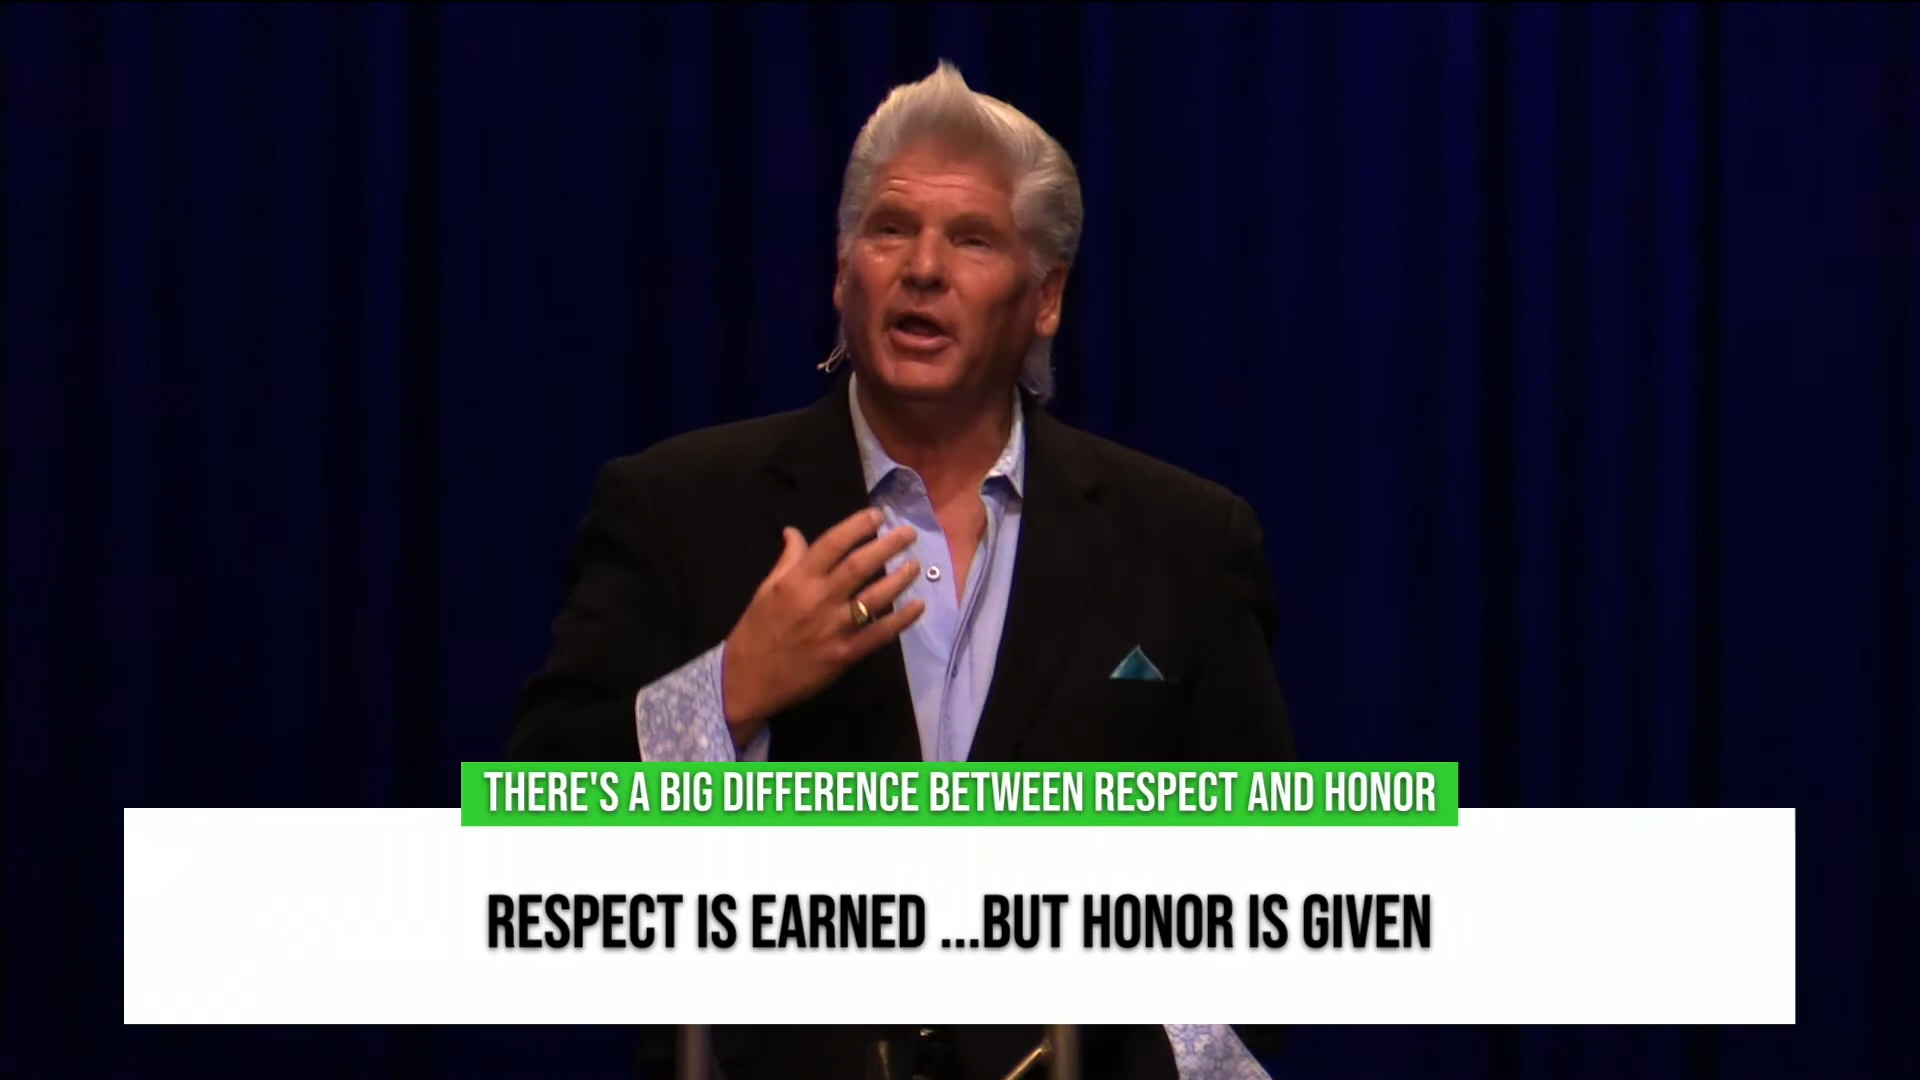 THERE'S A BIG DIFFERENCE BETWEEN RESPECT AND HONOR
RESPECT IS EARNED ...BUT HONOR IS GIVEN